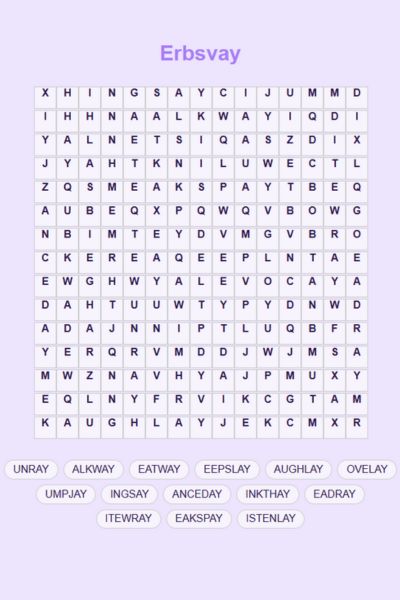 Erbsvay
X H I N G S A Y C I J U M M D
I H H N A A L K W A Y I Q D I
Y A L N E T S I Q A S Z D I X
J Y A H T K N I L U W E C T L
Z Q S M E A K S P A Y T B E Q
A U B E Q X P Q W Q V B O W G
N B I M T E Y D V M G V B R O
C K E R E A Q E E P L N T A E
E W G H W Y A L E V O C A Y A
D A H T U U W T Y P Y D N W D
A D A J N N I P T L U Q B F R
Y E R Q R V M D D J W J M S A
M W Z N A V H Y A J P M U X Y
E Q L N Y F R V I K C G T A M
K A U G H L A Y J E K C M X R
UNRAY ALKWAY EATWAY EEPSLAY AUGHLAY OVELAY
UMPJAY INGSAY ANCEDAY INKTHAY EADRAY
ITEWRAY EAKSPAY ISTENLAY